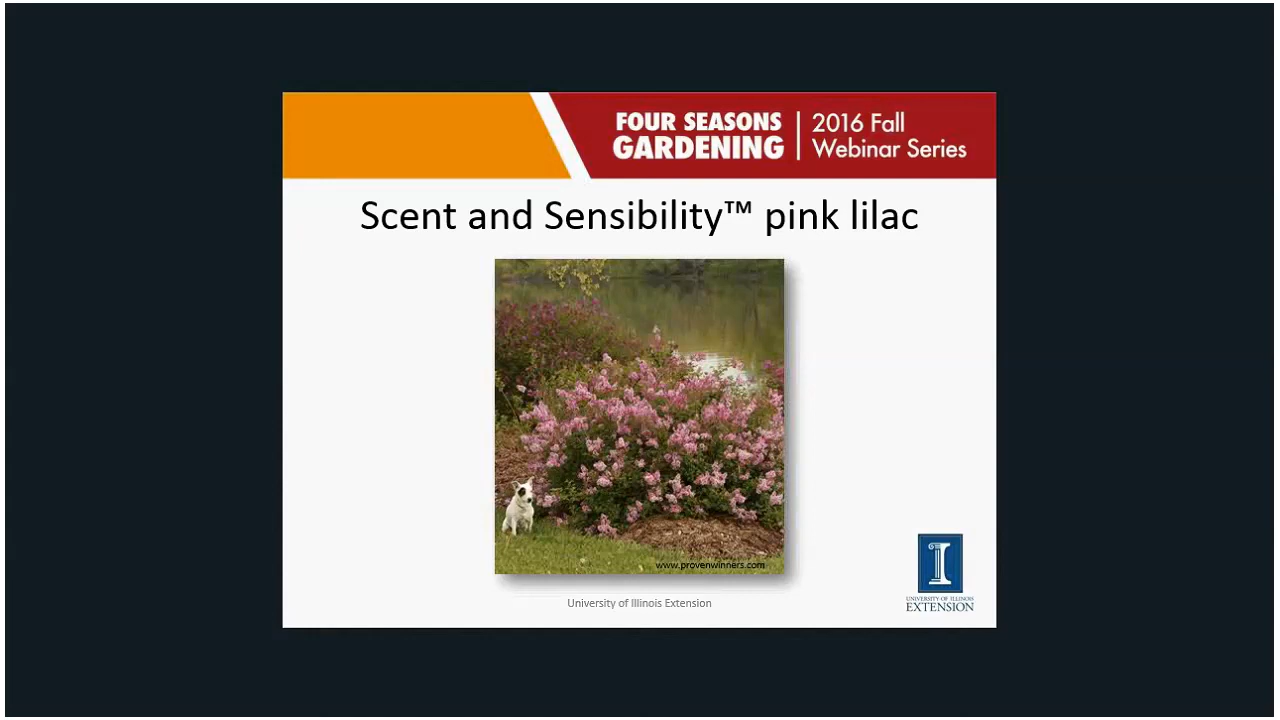 FOUR SEASONS
GARDENING
2016 Fall
Webinar Series
Scent and Sensibility™ pink lilac
www.provenwinners.com
University of Illinois Extension
I
UNIVERSITY OF ILLINOIS
EXTENSION